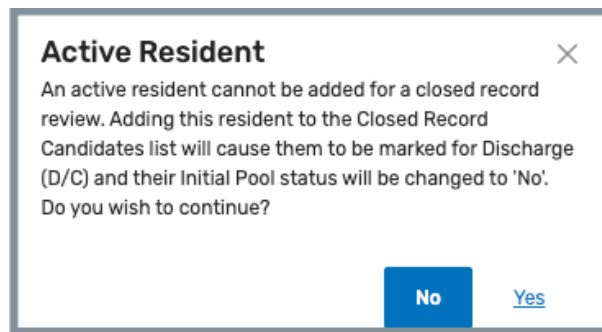 Active Resident
An active resident cannot be added for a closed record
review. Adding this resident to the Closed Record
Candidates list will cause them to be marked for Discharge
(D/C) and their Initial Pool status will be changed to 'No'.
Do you wish to continue?
No Yes